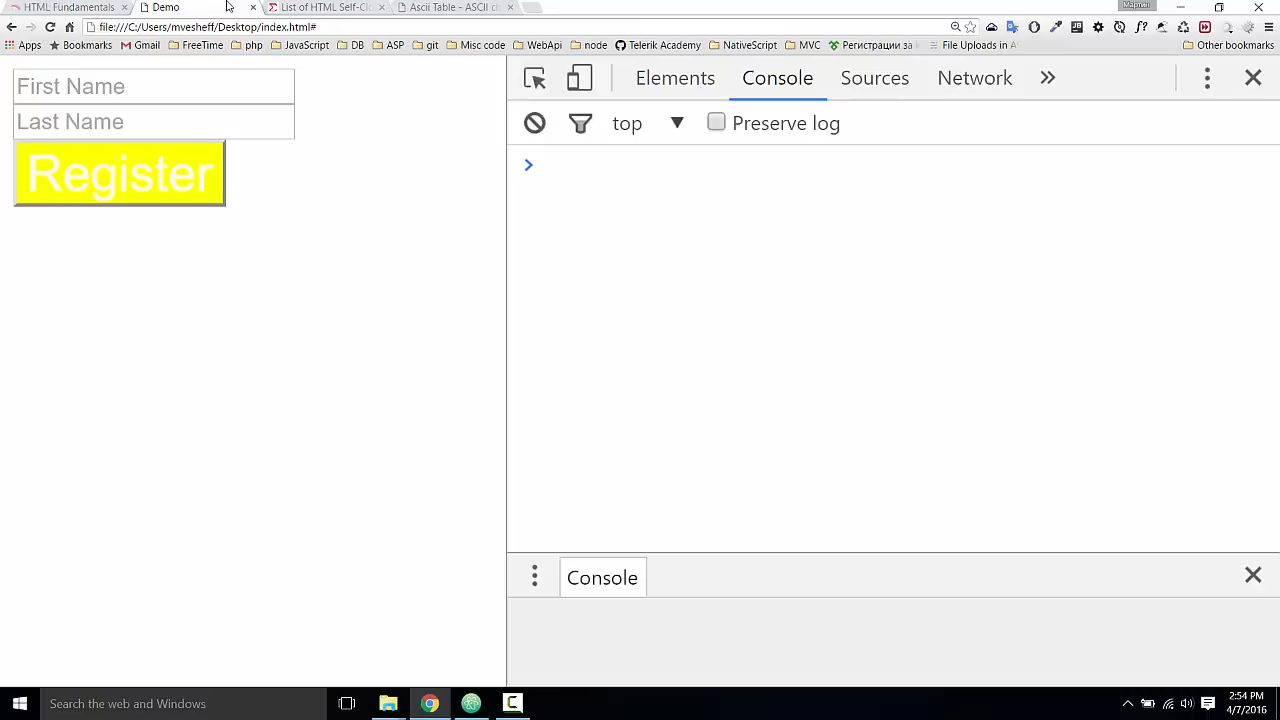 HTML Fundamentals
Demo
List of HTML Self-Cl
Ascii Table - ASCII c
Мартин
file:///C:/Users/mvesheff/Desktop/index.html#
Apps
Bookmarks
Gmail
FreeTime
php
JavaScript
DB
ASP
git
Misc code
WebApi
node
Telerik Academy
NativeScript
MVC
Регистрации за
File Uploads in A
Other bookmarks
First Name
Last Name
Register
Elements
Console
Sources
Network
top
Preserve log
Console
Search the web and Windows
2:54 PM
4/7/2016